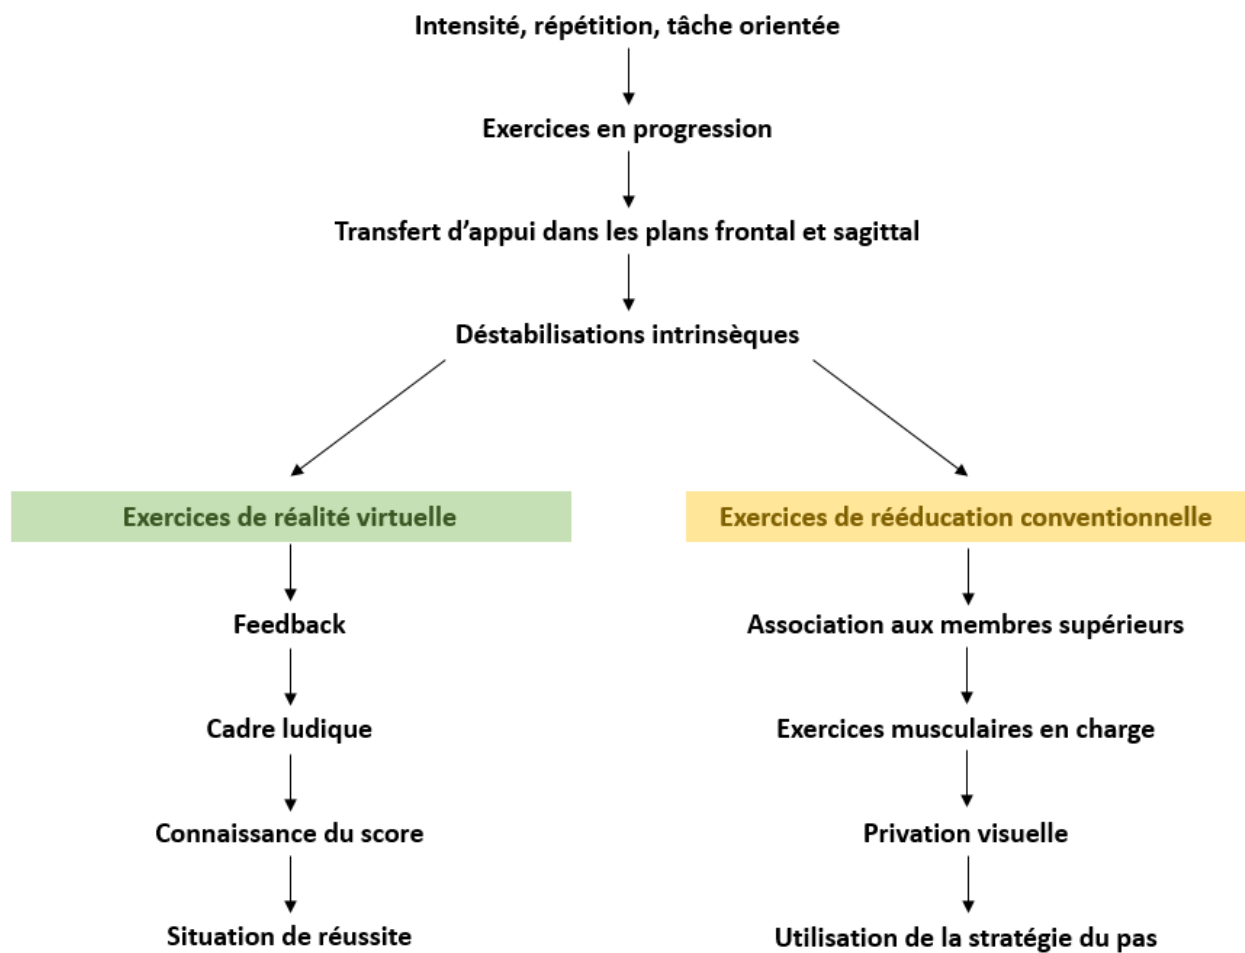 Intensité, répétition, tâche orientée
Exercices en progression
Transfert d’appui dans les plans frontal et sagittal
Déstabilisations intrinsèques
Exercices de réalité virtuelle
Feedback
Cadre ludique
Connaissance du score
Situation de réussite
Exercices de rééducation conventionnelle
Association aux membres supérieurs
Exercices musculaires en charge
Privation visuelle
Utilisation de la stratégie du pas